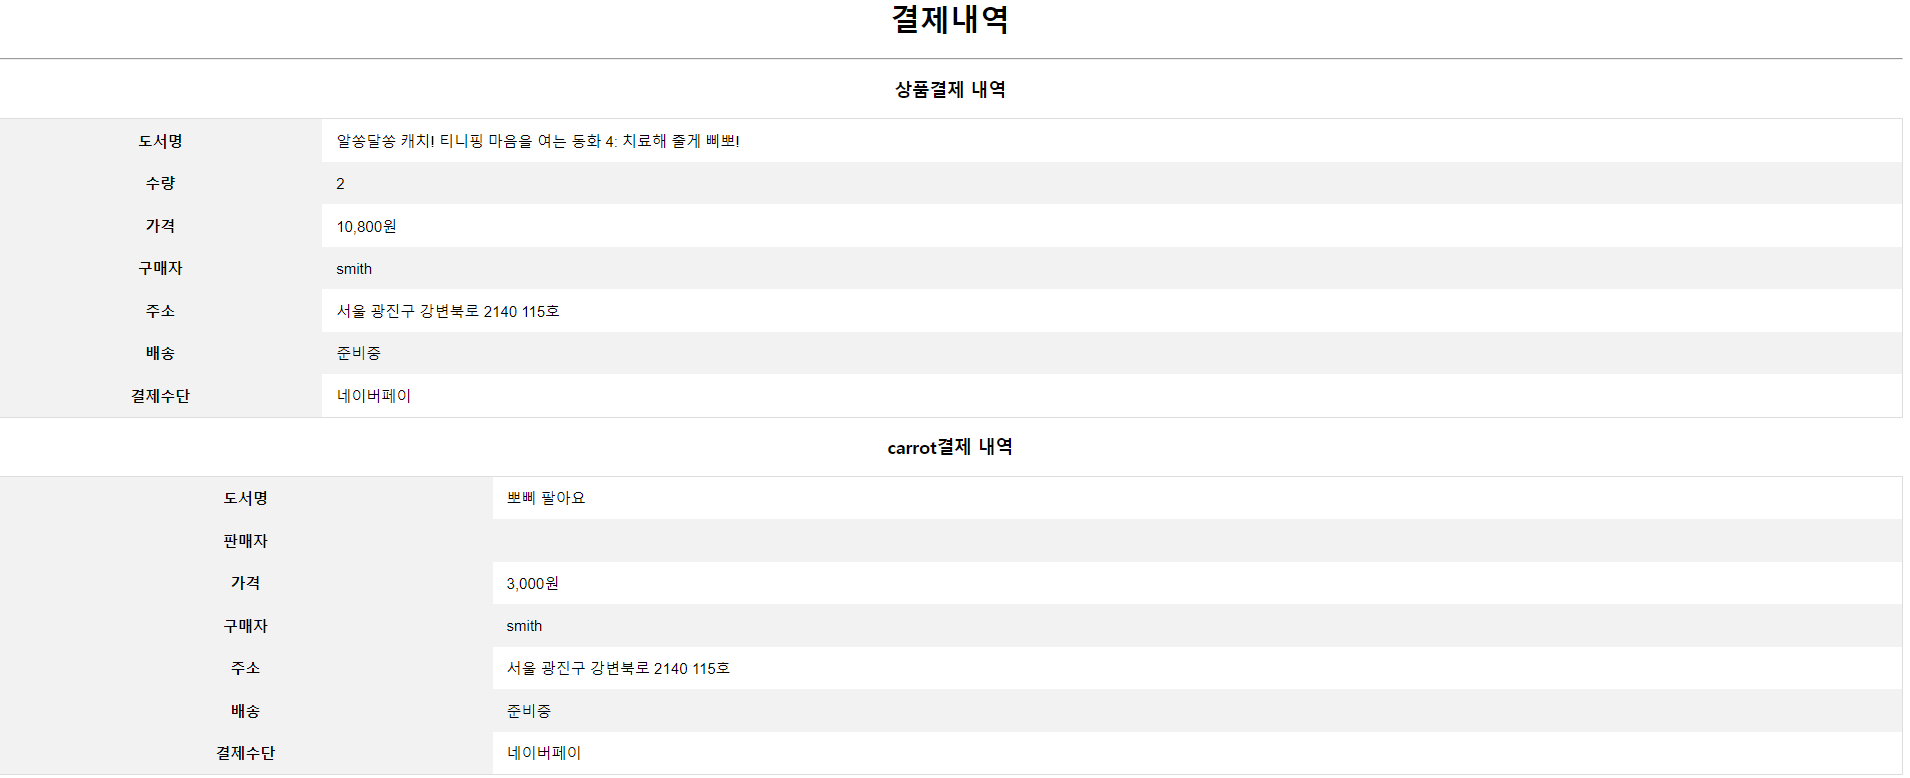 결제내역
상품결제 내역
도서명 알쏭달쏭 캐치! 티니핑 마음을 여는 동화 4: 치료해 줄게 삐뽀!
수량 2
가격 10,800원
구매자 smith
주소 서울 광진구 강변북로 2140 115호
배송 준비중
결제수단 네이버페이
carrot결제 내역
도서명 뽀삐 팔아요
판매자
가격 3,000원
구매자 smith
주소 서울 광진구 강변북로 2140 115호
배송 준비중
결제수단 네이버페이